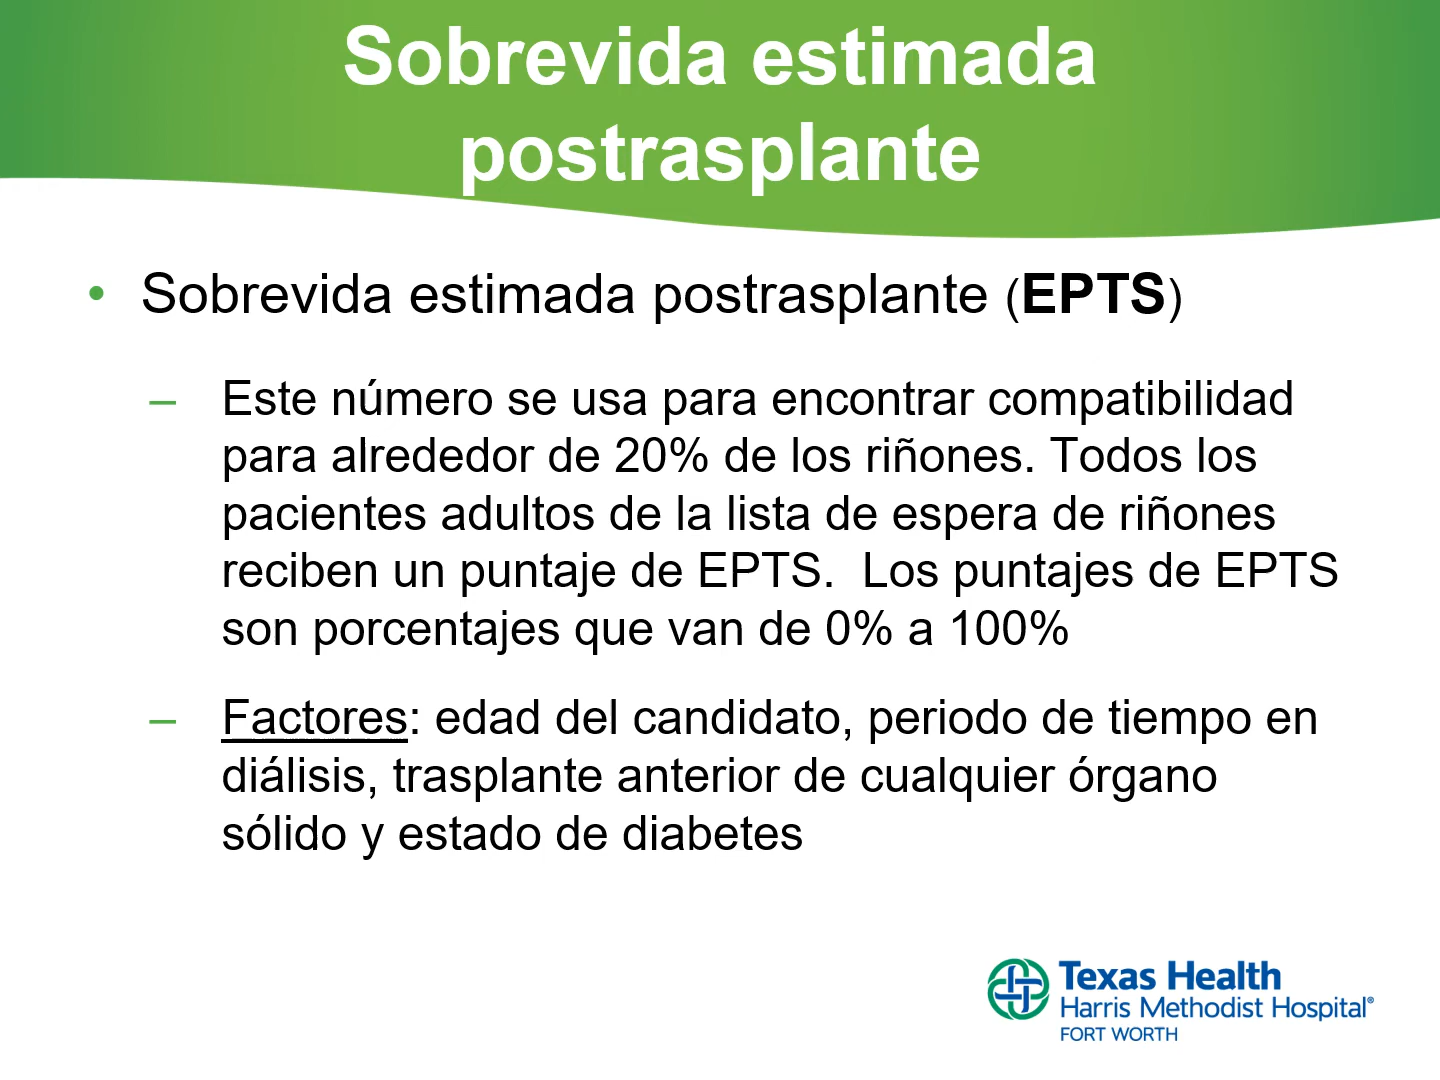 Sobrevida estimada
postrasplante
• Sobrevida estimada postrasplante (EPTS)
– Este número se usa para encontrar compatibilidad
para alrededor de 20% de los riñones. Todos los
pacientes adultos de la lista de espera de riñones
reciben un puntaje de EPTS.  Los puntajes de EPTS
son porcentajes que van de 0% a 100%
– Factores: edad del candidato, periodo de tiempo en
diálisis, trasplante anterior de cualquier órgano
sólido y estado de diabetes
Texas Health
Harris Methodist Hospital®
FORT WORTH